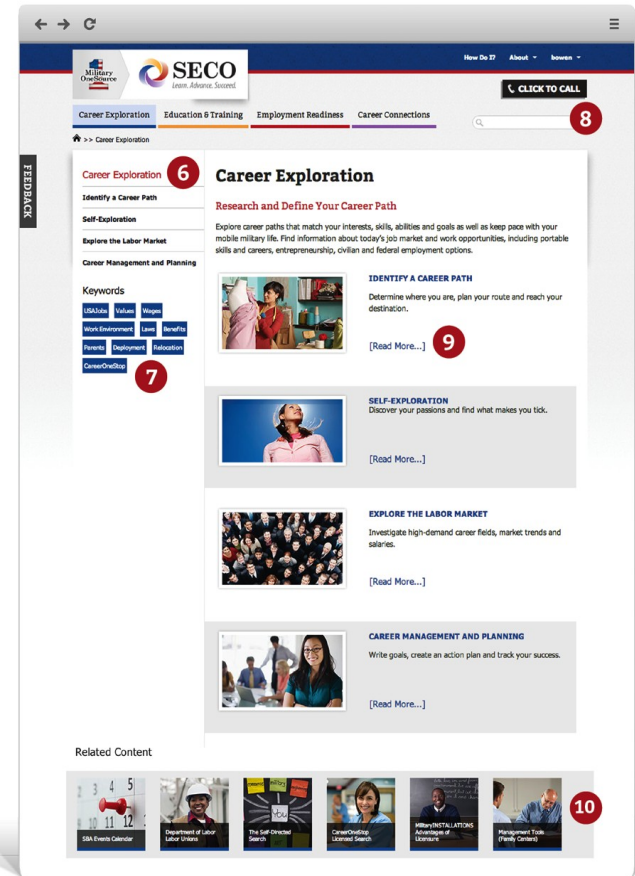 How Do I? About bowen
Military
OneSource
SECO
Learn. Advance. Succeed.
CLICK TO CALL
Career Exploration Education & Training Employment Readiness Career Connections
8
>> Career Exploration
FEEDBACK
Career Exploration 6
Identify a Career Path
Self-Exploration
Explore the Labor Market
Career Management and Planning
Keywords
USAJobs Values Wages
Work Environment Laws Benefits
Parents Deployment Relocation
CareerOneStop
7
Career Exploration
Research and Define Your Career Path
Explore career paths that match your interests, skills, abilities and goals as well as keep pace with your
mobile military life. Find information about today's job market and work opportunities, including portable
skills and careers, entrepreneurship, civilian and federal employment options.
IDENTIFY A CAREER PATH
Determine where you are, plan your route and reach your
destination.
[Read More...] 9
SELF-EXPLORATION
Discover your passions and find what makes you tick.
[Read More...]
EXPLORE THE LABOR MARKET
Investigate high-demand career fields, market trends and
salaries.
[Read More...]
CAREER MANAGEMENT AND PLANNING
Write goals, create an action plan and track your success.
[Read More...]
Related Content
3 4 5
10 11 12
SBA Events Calendar
Department of Labor
Labor Unions
You
The Self-Directed
Search
CareerOneStop
Licensed Search
MilitaryINSTALLATIONS
Advantages of
Licensure
Management Tools
(Family Centers)
10